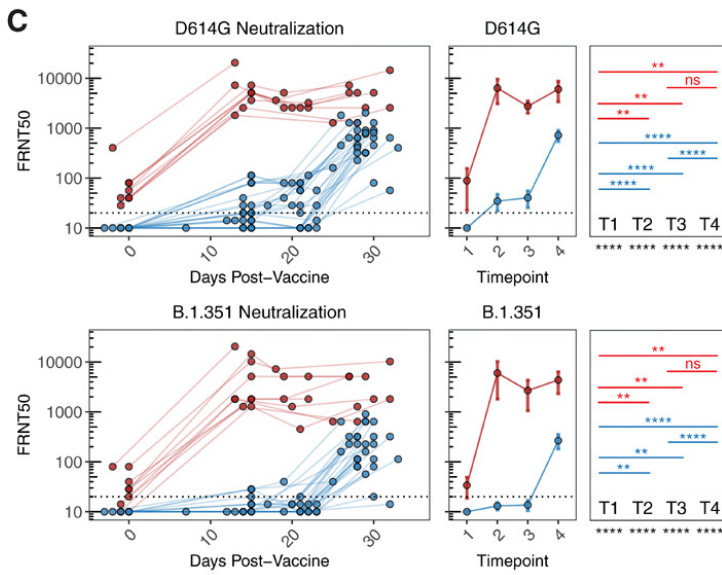 C
D614G Neutralization
FRNT50
10000
1000
100
10
0
10
20
30
Days Post-Vaccine
D614G
1
2
3
4
Timepoint
**
ns
**
**
****
****
****
****
T1 T2 T3 T4
**** **** **** ****
B.1.351 Neutralization
FRNT50
10000
1000
100
10
0
10
20
30
Days Post-Vaccine
B.1.351
1
2
3
4
Timepoint
**
ns
**
**
****
****
**
**
T1 T2 T3 T4
**** **** **** ****